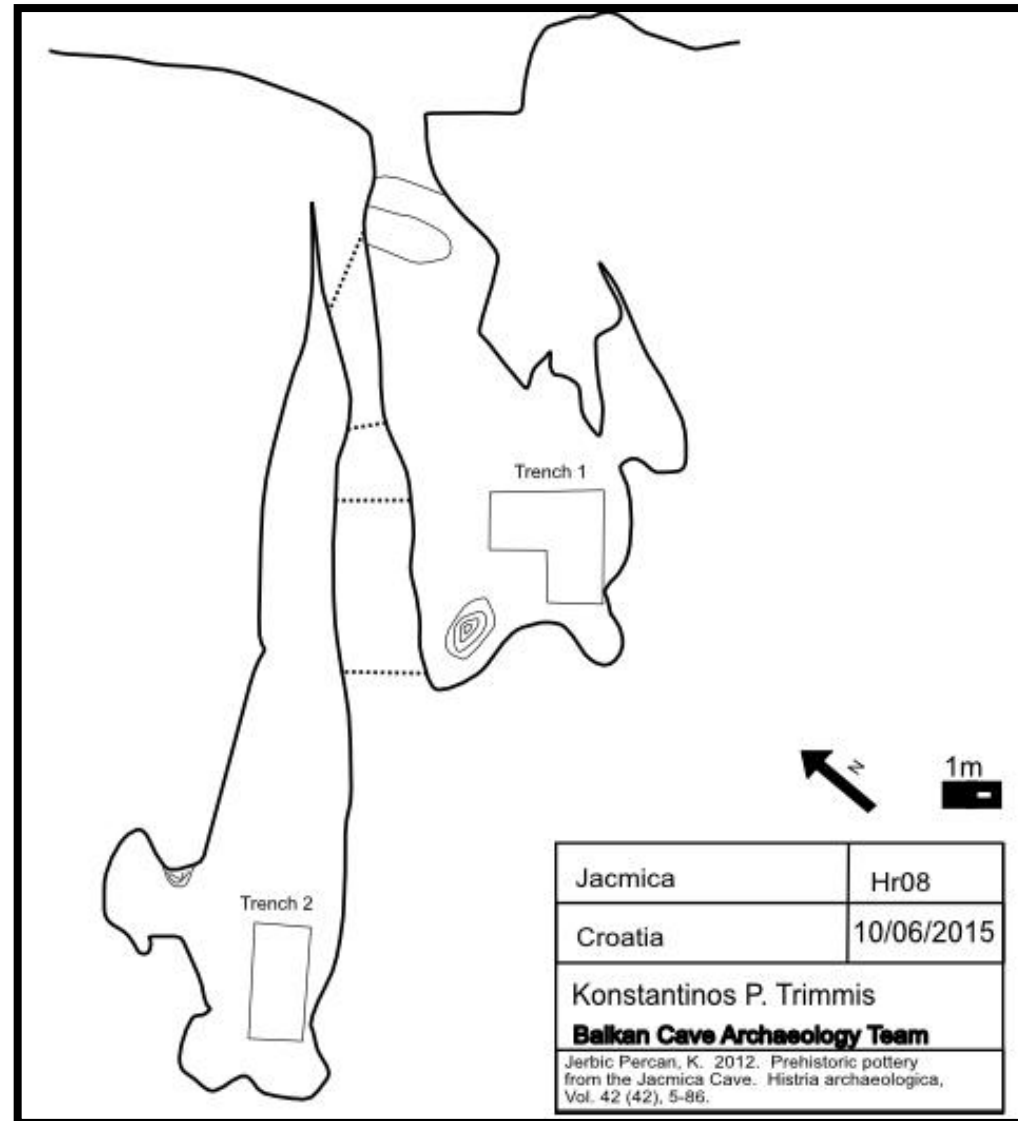 Trench 1
N
1m
Trench 2
Jacmica
Hr08
Croatia
10/06/2015
Konstantinos P. Trimmis
Balkan Cave Archaeology Team
Jerbic Percan, K. 2012. Prehistoric pottery
from the Jacmica Cave. Histria archaeologica,
Vol. 42 (42), 5-86.